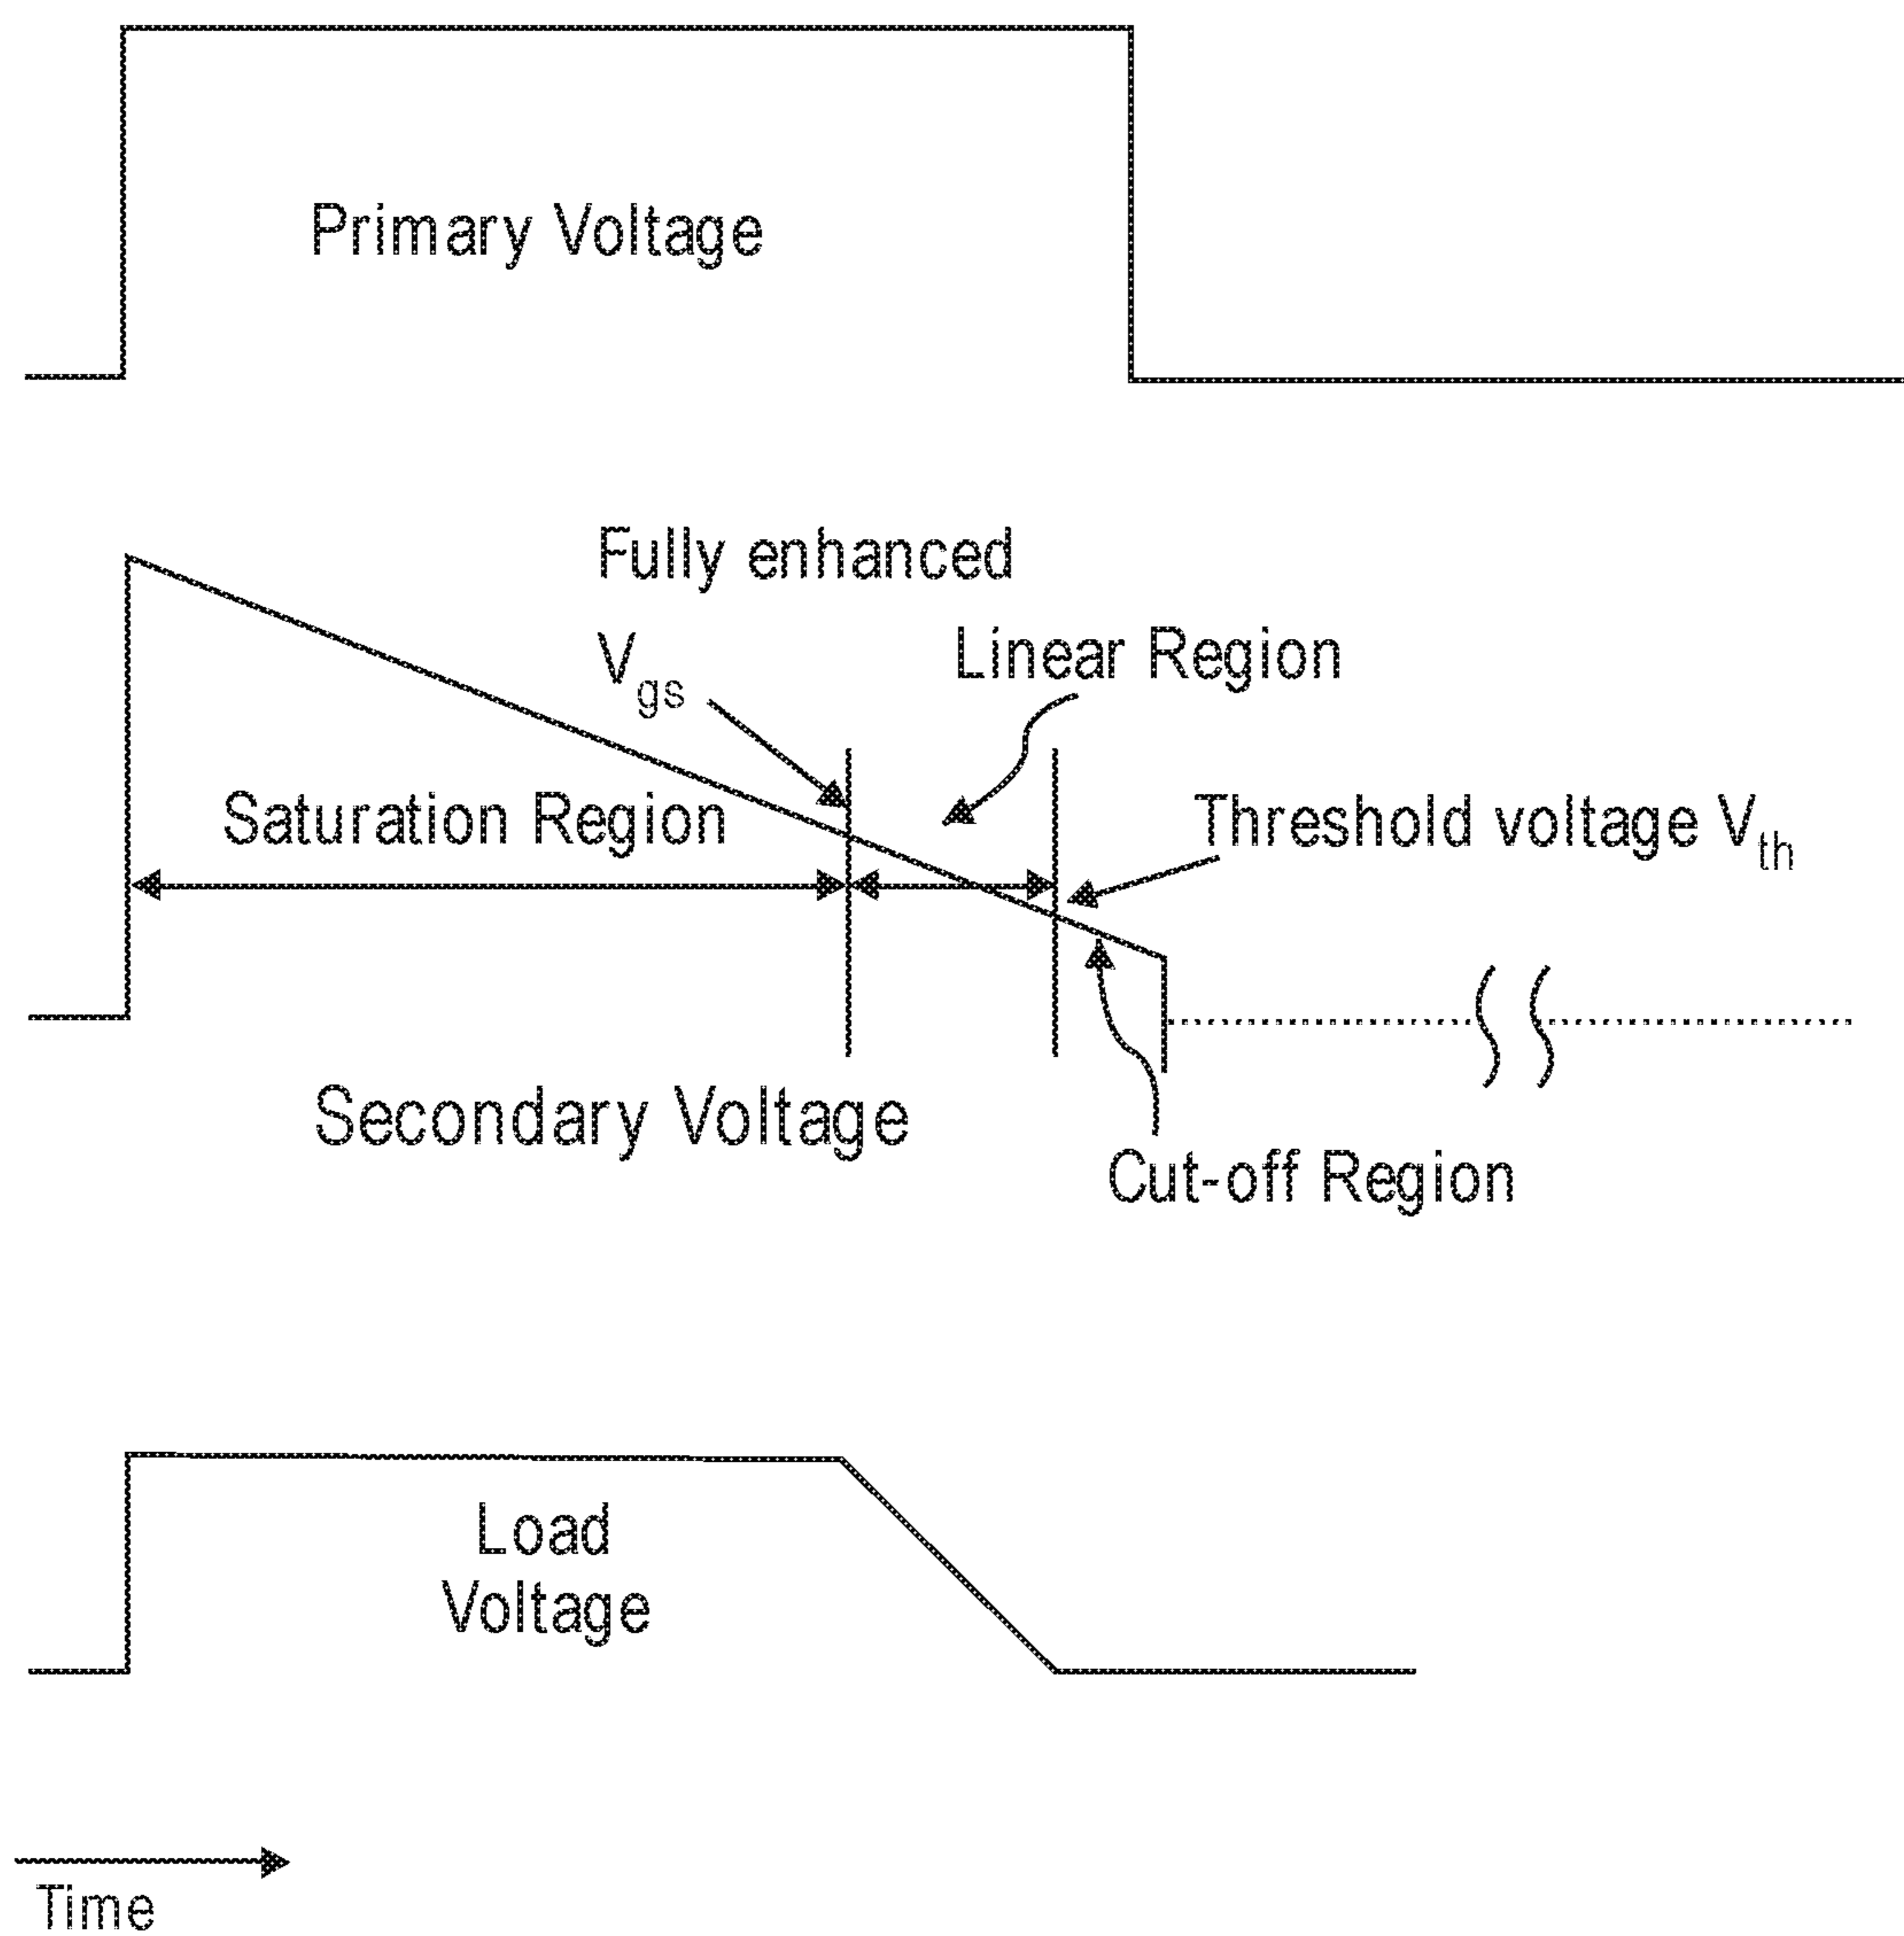 Primary Voltage
Fully enhanced
Vgs
Linear Region
Saturation Region
Threshold voltage Vth
Secondary Voltage
Cut-off Region
Load
Voltage
Time